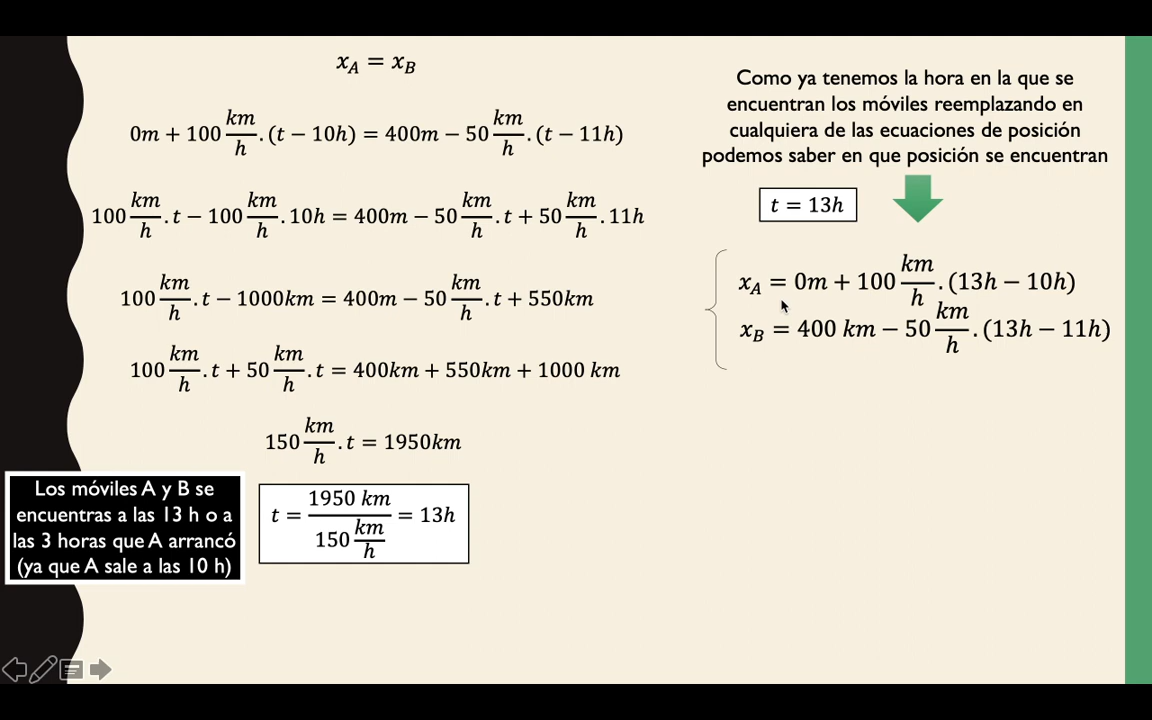 x_A = x_B
0m + 100 km/h . (t − 10h) = 400m − 50 km/h . (t − 11h)
100 km/h . t − 100 km/h . 10h = 400m − 50 km/h . t + 50 km/h . 11h
100 km/h . t − 1000km = 400m − 50 km/h . t + 550km
100 km/h . t + 50 km/h . t = 400km + 550km + 1000 km
150 km/h . t = 1950km
t = 1950 km / 150 km/h = 13h
Los móviles A y B se
encuentras a las 13 h o a
las 3 horas que A arrancó
(ya que A sale a las 10 h)
Como ya tenemos la hora en la que se
encuentran los móviles reemplazando en
cualquiera de las ecuaciones de posición
podemos saber en que posición se encuentran
t = 13h
x_A = 0m + 100 km/h . (13h − 10h)
x_B = 400 km − 50 km/h . (13h − 11h)